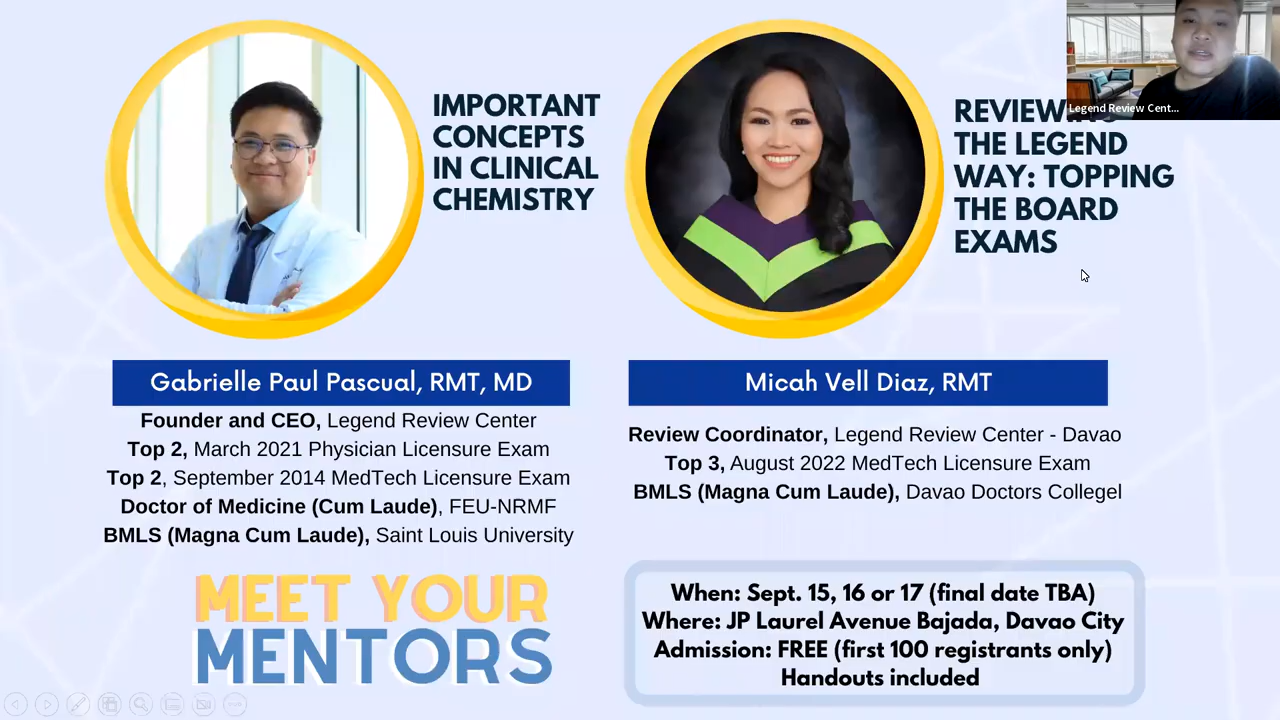 IMPORTANT
CONCEPTS
IN CLINICAL
CHEMISTRY
Gabrielle Paul Pascual, RMT, MD
Founder and CEO, Legend Review Center
Top 2, March 2021 Physician Licensure Exam
Top 2, September 2014 MedTech Licensure Exam
Doctor of Medicine (Cum Laude), FEU-NRMF
BMLS (Magna Cum Laude), Saint Louis University
MEET YOUR
MENTORS
Legend Review Cent...
REVIEW
THE LEGEND
WAY: TOPPING
THE BOARD
EXAMS
Micah Vell Diaz, RMT
Review Coordinator, Legend Review Center - Davao
Top 3, August 2022 MedTech Licensure Exam
BMLS (Magna Cum Laude), Davao Doctors Collegel
When: Sept. 15, 16 or 17 (final date TBA)
Where: JP Laurel Avenue Bajada, Davao City
Admission: FREE (first 100 registrants only)
Handouts included